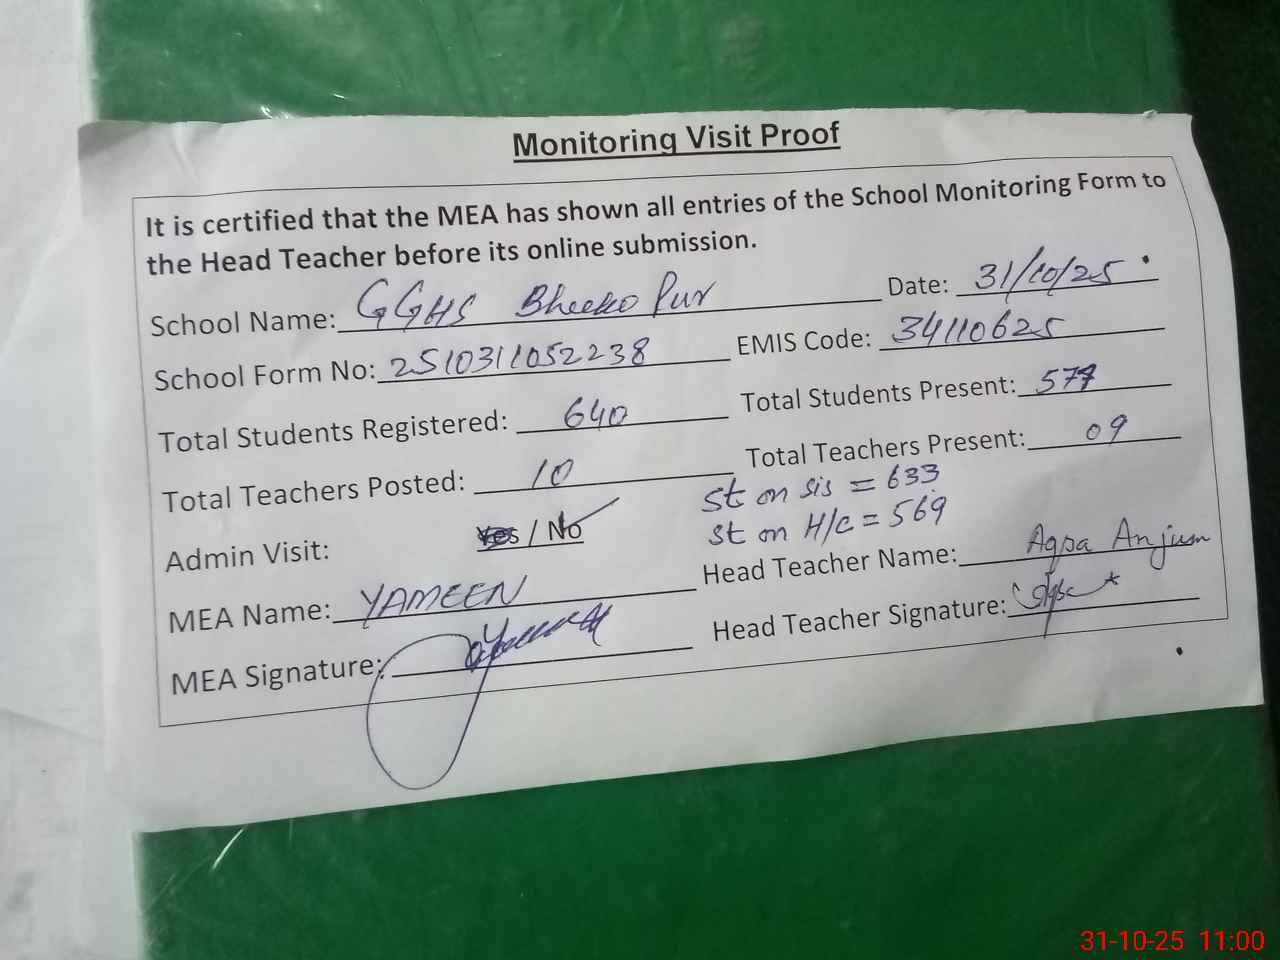 Monitoring Visit Proof
It is certified that the MEA has shown all entries of the School Monitoring Form to
the Head Teacher before its online submission.
School Name: GGHS Bheeko Pur Date: 31/10/25
School Form No: 2510311052238 EMIS Code: 34110625
Total Students Registered: 640 Total Students Present: 577
Total Teachers Posted: 10 Total Teachers Present: 09
St on sis = 633
St on H/c = 569
Admin Visit: Yes / No
MEA Name: YAMEEN Head Teacher Name: Aqsa Anjum
MEA Signature: Head Teacher Signature:
31-10-25 11:00